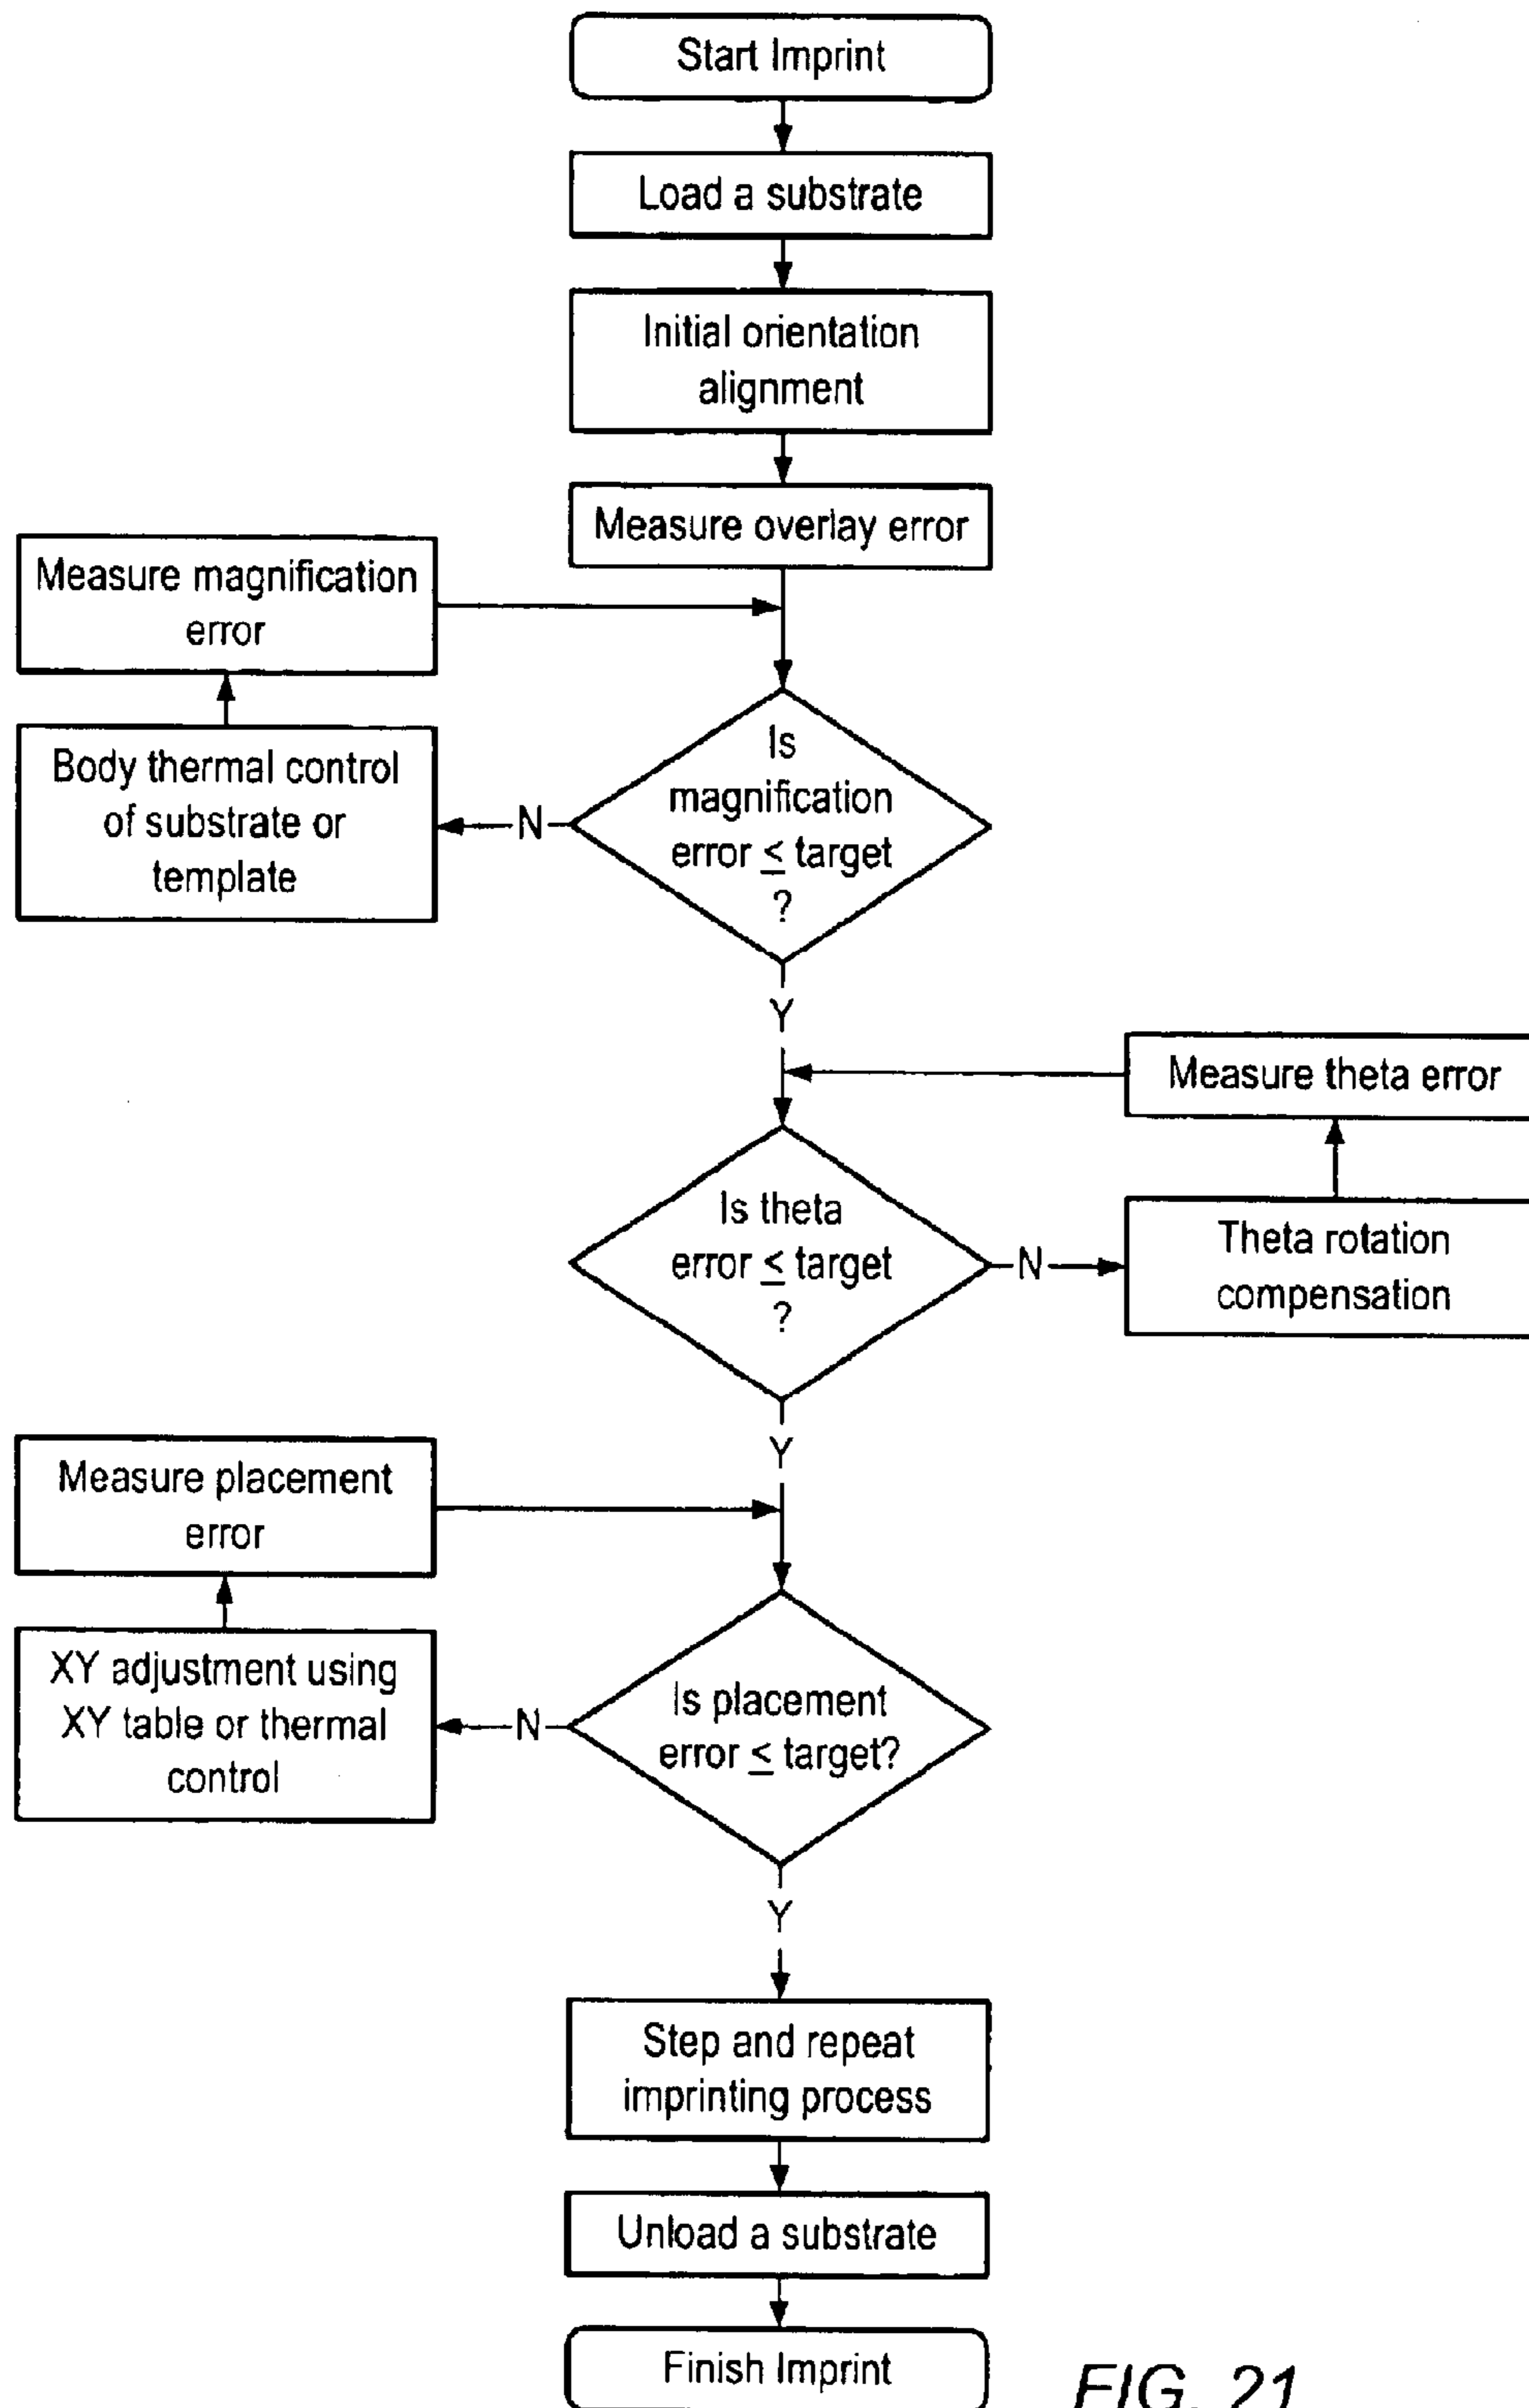 Start Imprint
Load a substrate
Initial orientation
alignment
Measure overlay error
Measure magnification
error
Body thermal control
of substrate or
template
N
Is
magnification
error ≤ target
?
Y
Measure theta error
Is theta
error ≤ target
?
N
Theta rotation
compensation
Y
Measure placement
error
XY adjustment using
XY table or thermal
control
N
Is placement
error ≤ target?
Y
Step and repeat
imprinting process
Unload a substrate
Finish Imprint
FIG. 21